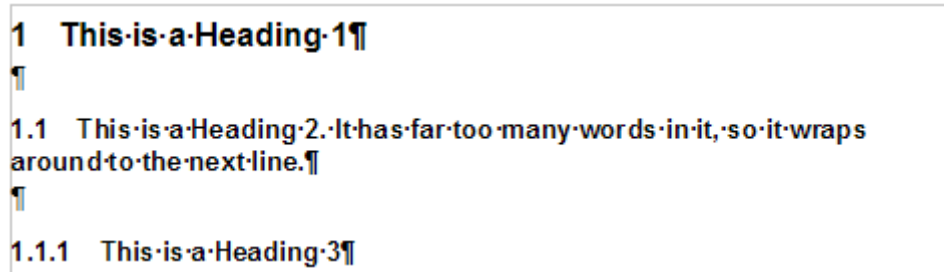 1 This·is·a·Heading·1¶
¶
1.1 This·is·a·Heading·2.·It·has·far·too·many·words·in·it,·so·it·wraps
around·to·the·next·line.¶
¶
1.1.1 This·is·a·Heading·3¶